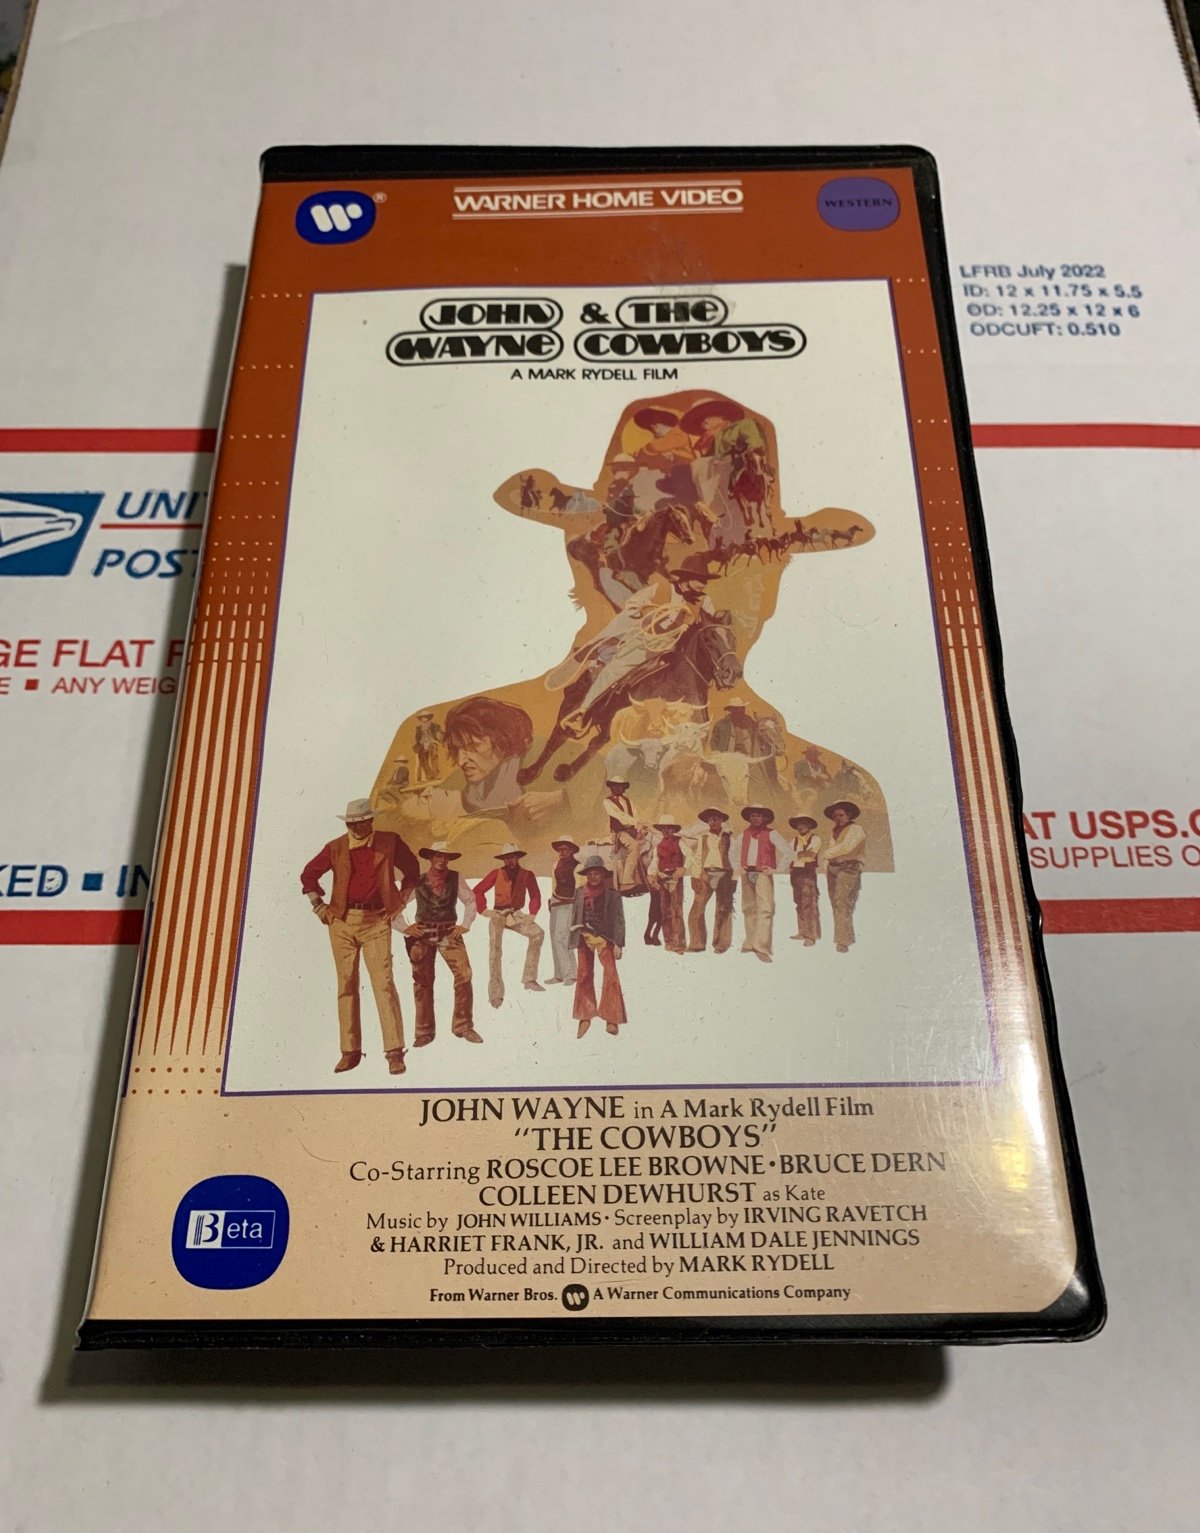 WARNER HOME VIDEO
WESTERN
JOHN & THE
WAYNE COWBOYS
A MARK RYDELL FILM
LFRB July 2022
ID: 12 x 11.75 x 5.5
OD: 12.25 x 12 x 6
ODCUFT: 0.510
UNI
POS
GE FLAT
E ■ ANY WEIG
KED ■ IN
AT USPS.
SUPPLIES O
JOHN WAYNE in A Mark Rydell Film
"THE COWBOYS"
Co-Starring ROSCOE LEE BROWNE • BRUCE DERN
COLLEEN DEWHURST as Kate
Music by JOHN WILLIAMS • Screenplay by IRVING RAVETCH
& HARRIET FRANK, JR. and WILLIAM DALE JENNINGS
Produced and Directed by MARK RYDELL
From Warner Bros. A Warner Communications Company
Beta